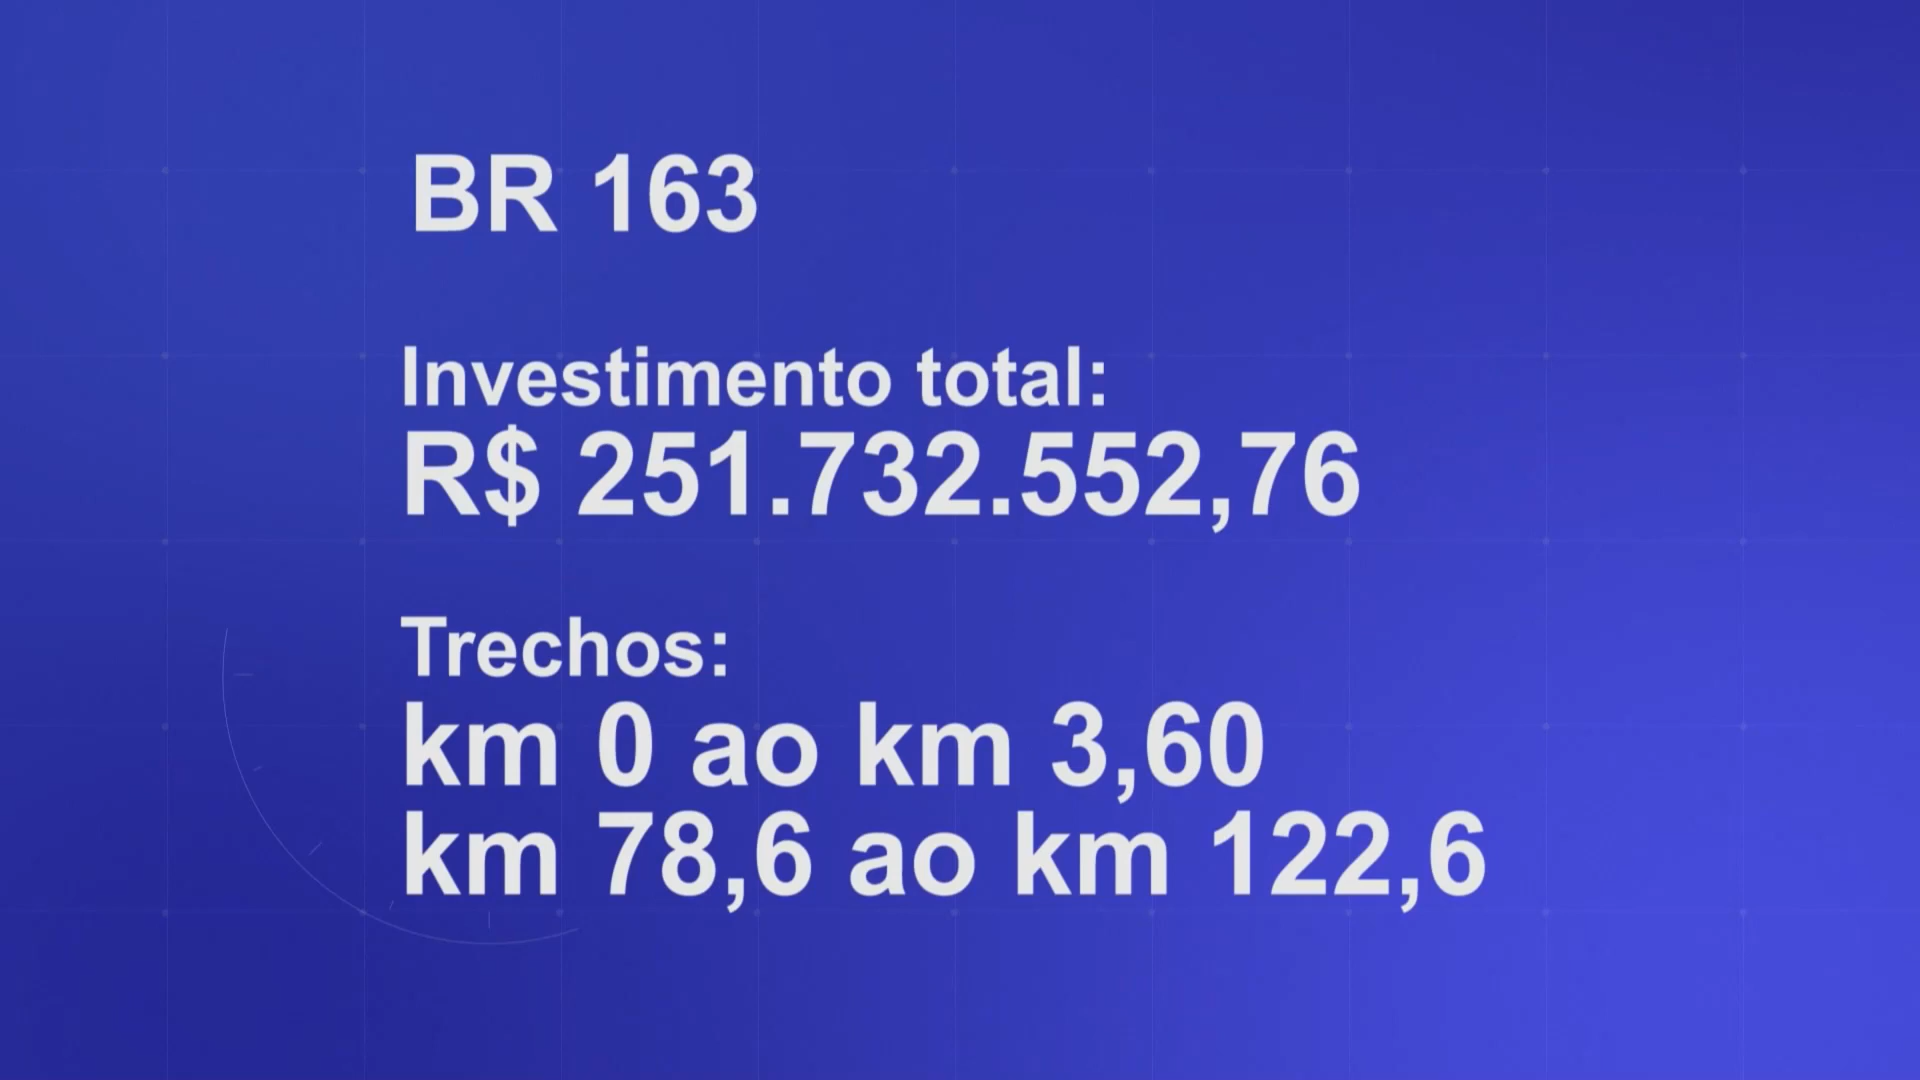 BR 163
Investimento total:
R$ 251.732.552,76
Trechos:
km 0 ao km 3,60
km 78,6 ao km 122,6